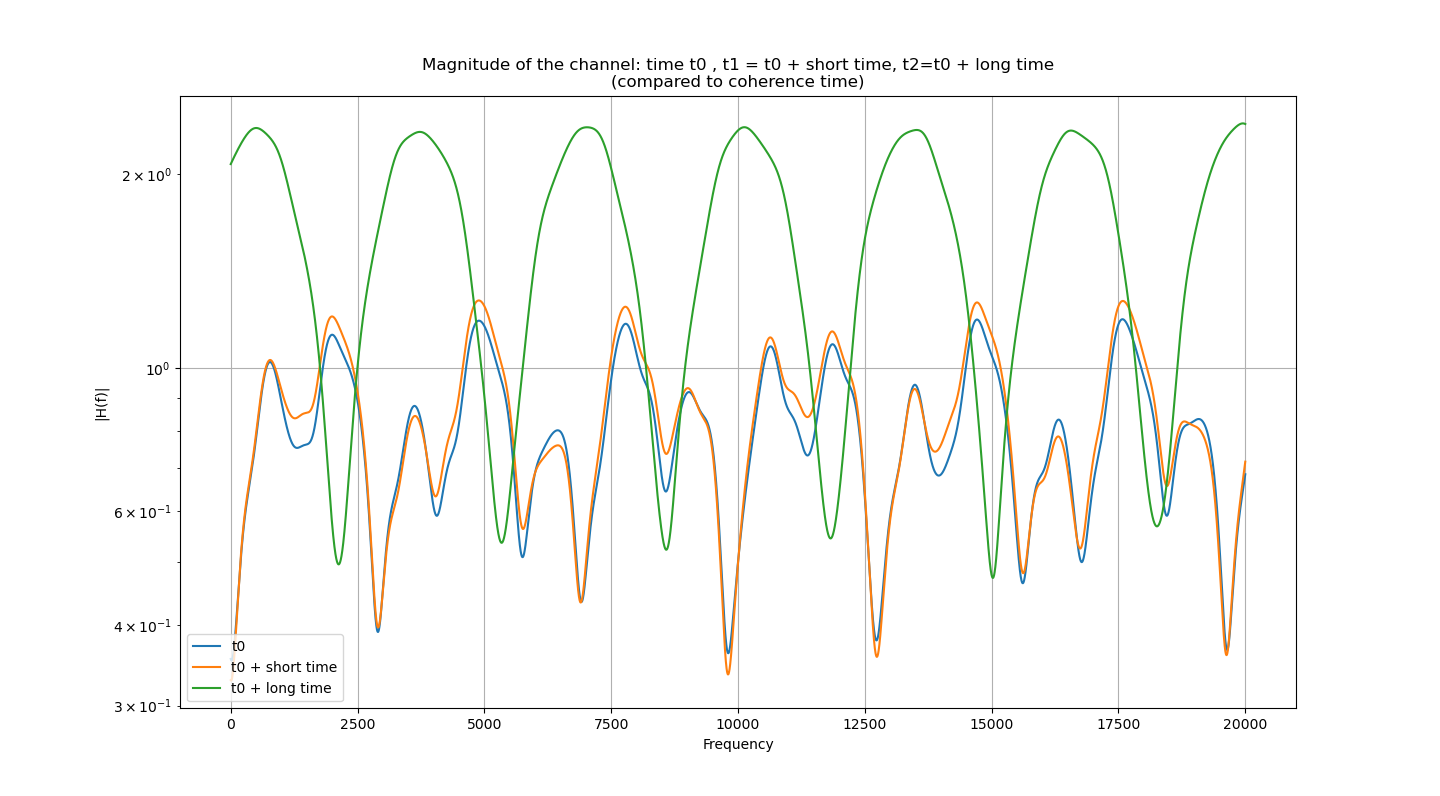 Magnitude of the channel: time t0 , t1 = t0 + short time, t2=t0 + long time
(compared to coherence time)
|H(f)|
2 × 10⁰
10⁰
6 × 10⁻¹
4 × 10⁻¹
3 × 10⁻¹
t0
t0 + short time
t0 + long time
0 2500 5000 7500 10000 12500 15000 17500 20000
Frequency